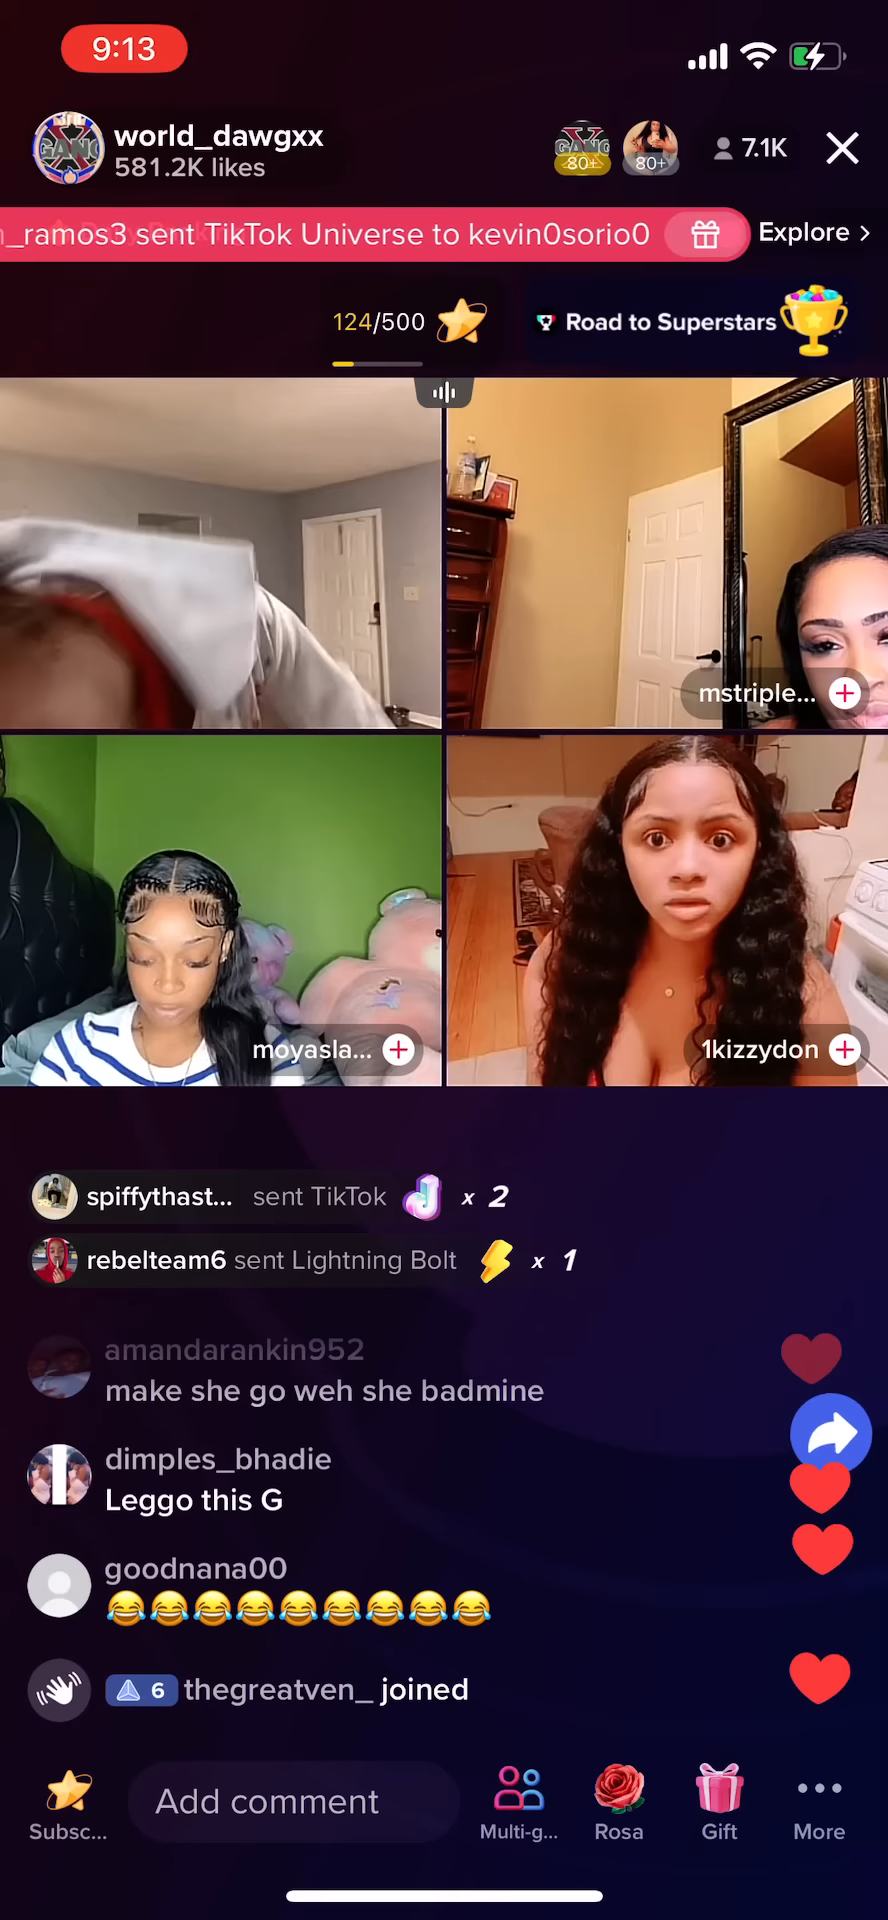 9:13
world_dawgxx
581.2K likes
80+
80+
7.1K
_ramos3 sent TikTok Universe to kevin0sorio0
Explore >
124/500
Road to Superstars
mstriple...
moyasla...
1kizzydon
spiffythast... sent TikTok x 2
rebelteam6 sent Lightning Bolt x 1
amandarankin952
make she go weh she badmine
dimples_bhadie
Leggo this G
goodnana00
😂😂😂😂😂😂😂😂😂
6 thegreatven_ joined
Add comment
Subsc...
Multi-g...
Rosa
Gift
More